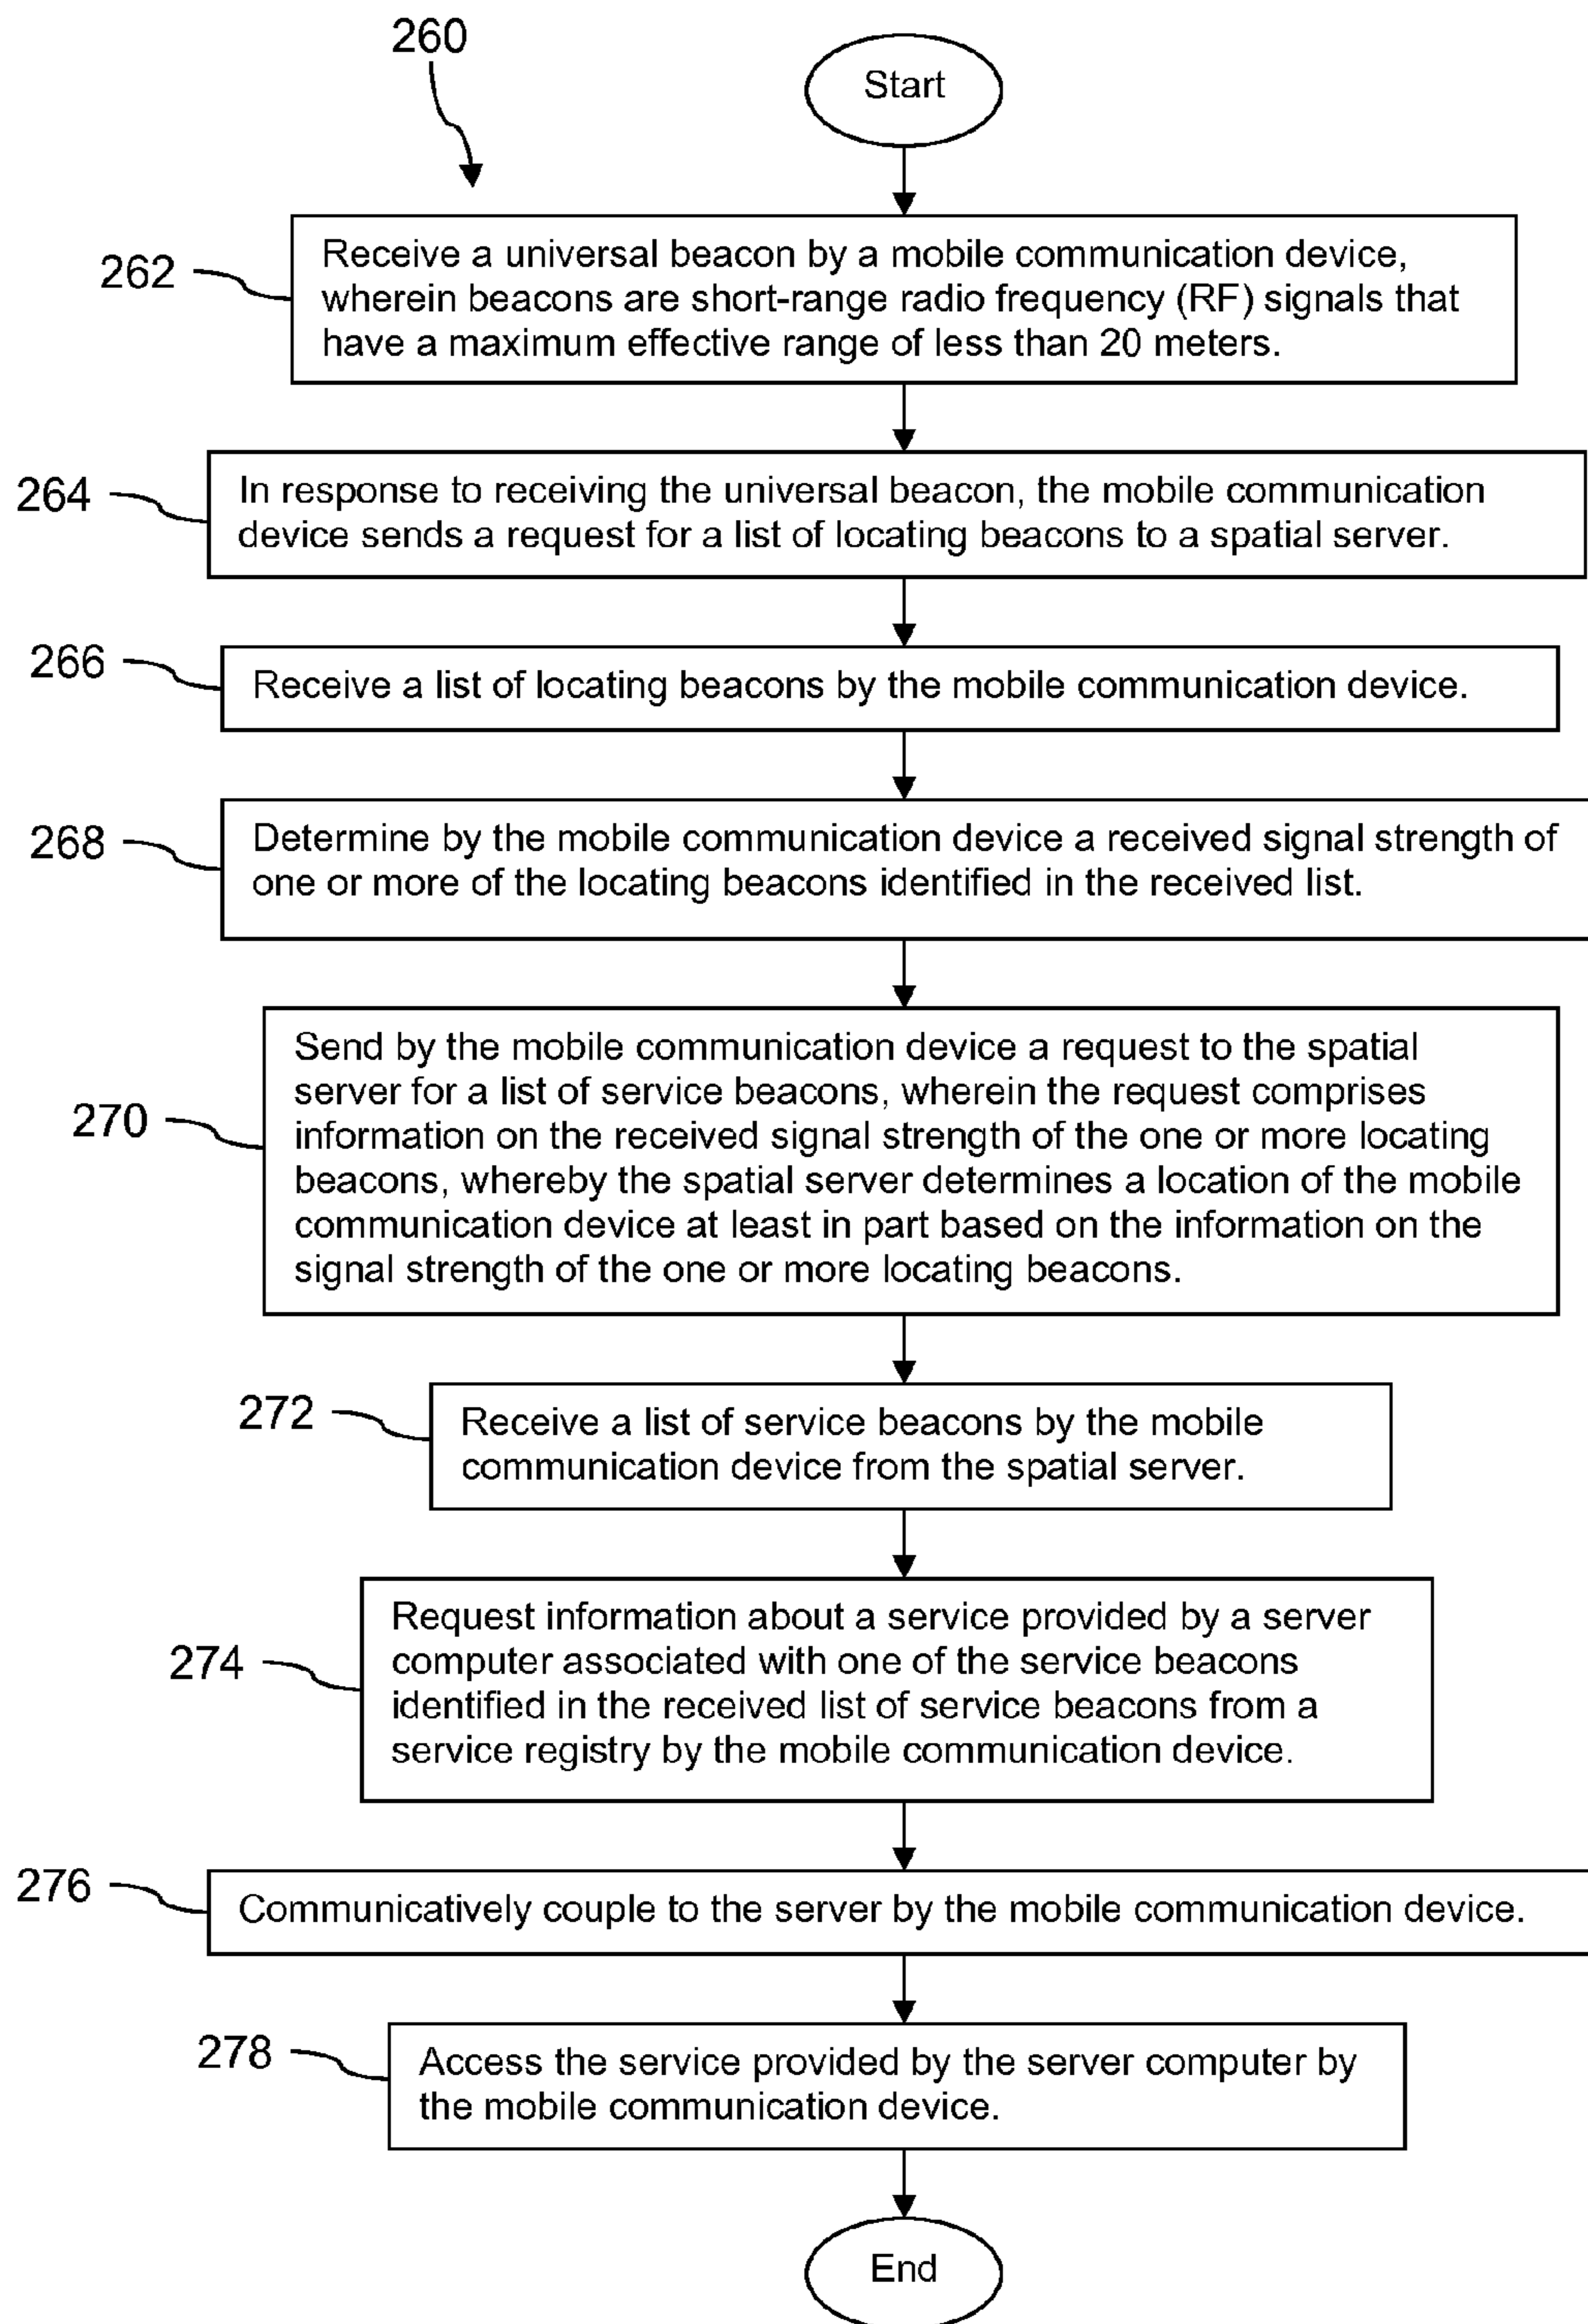 260
Start
262
Receive a universal beacon by a mobile communication device,
wherein beacons are short-range radio frequency (RF) signals that
have a maximum effective range of less than 20 meters.
264
In response to receiving the universal beacon, the mobile communication
device sends a request for a list of locating beacons to a spatial server.
266
Receive a list of locating beacons by the mobile communication device.
268
Determine by the mobile communication device a received signal strength of
one or more of the locating beacons identified in the received list.
270
Send by the mobile communication device a request to the spatial
server for a list of service beacons, wherein the request comprises
information on the received signal strength of the one or more locating
beacons, whereby the spatial server determines a location of the mobile
communication device at least in part based on the information on the
signal strength of the one or more locating beacons.
272
Receive a list of service beacons by the mobile
communication device from the spatial server.
274
Request information about a service provided by a server
computer associated with one of the service beacons
identified in the received list of service beacons from a
service registry by the mobile communication device.
276
Communicatively couple to the server by the mobile communication device.
278
Access the service provided by the server computer by
the mobile communication device.
End